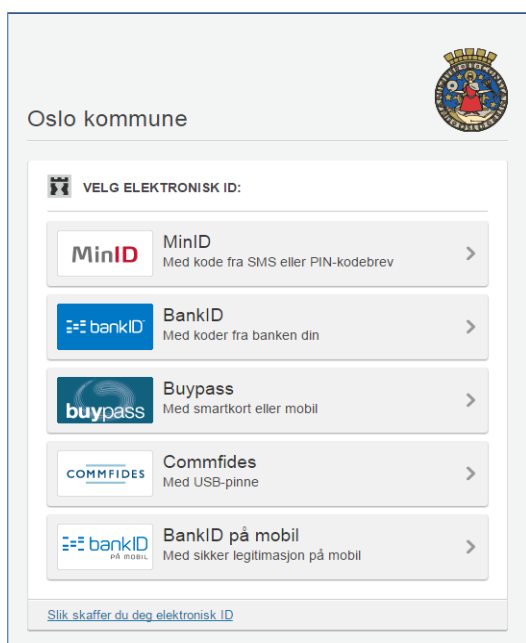 Oslo kommune
VELG ELEKTRONISK ID:
MinID
MinID
Med kode fra SMS eller PIN-kodebrev
bankID
BankID
Med koder fra banken din
buypass
Buypass
Med smartkort eller mobil
COMMFIDES
Commfides
Med USB-pinne
bankID
PÅ MOBIL
BankID på mobil
Med sikker legitimasjon på mobil
Slik skaffer du deg elektronisk ID